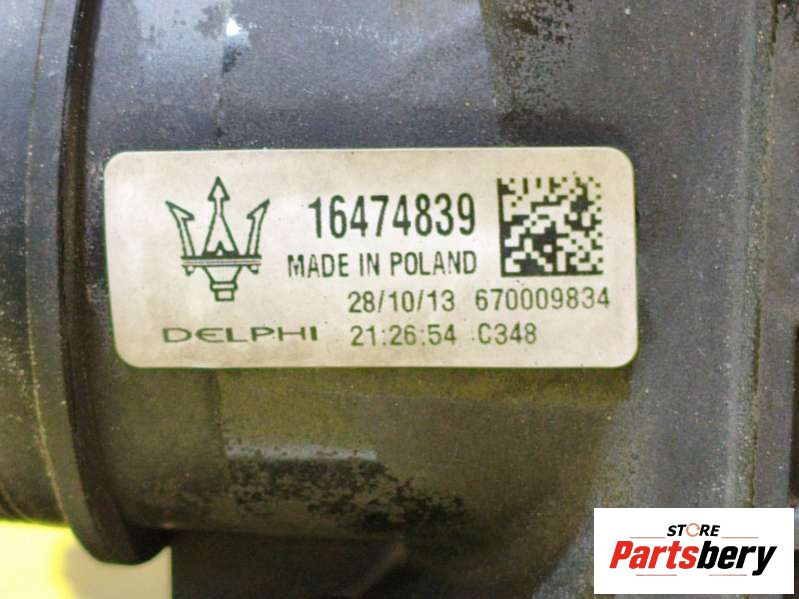 16474839
MADE IN POLAND
28/10/13 670009834
DELPHI 21:26:54 C348
STORE
Partsbery